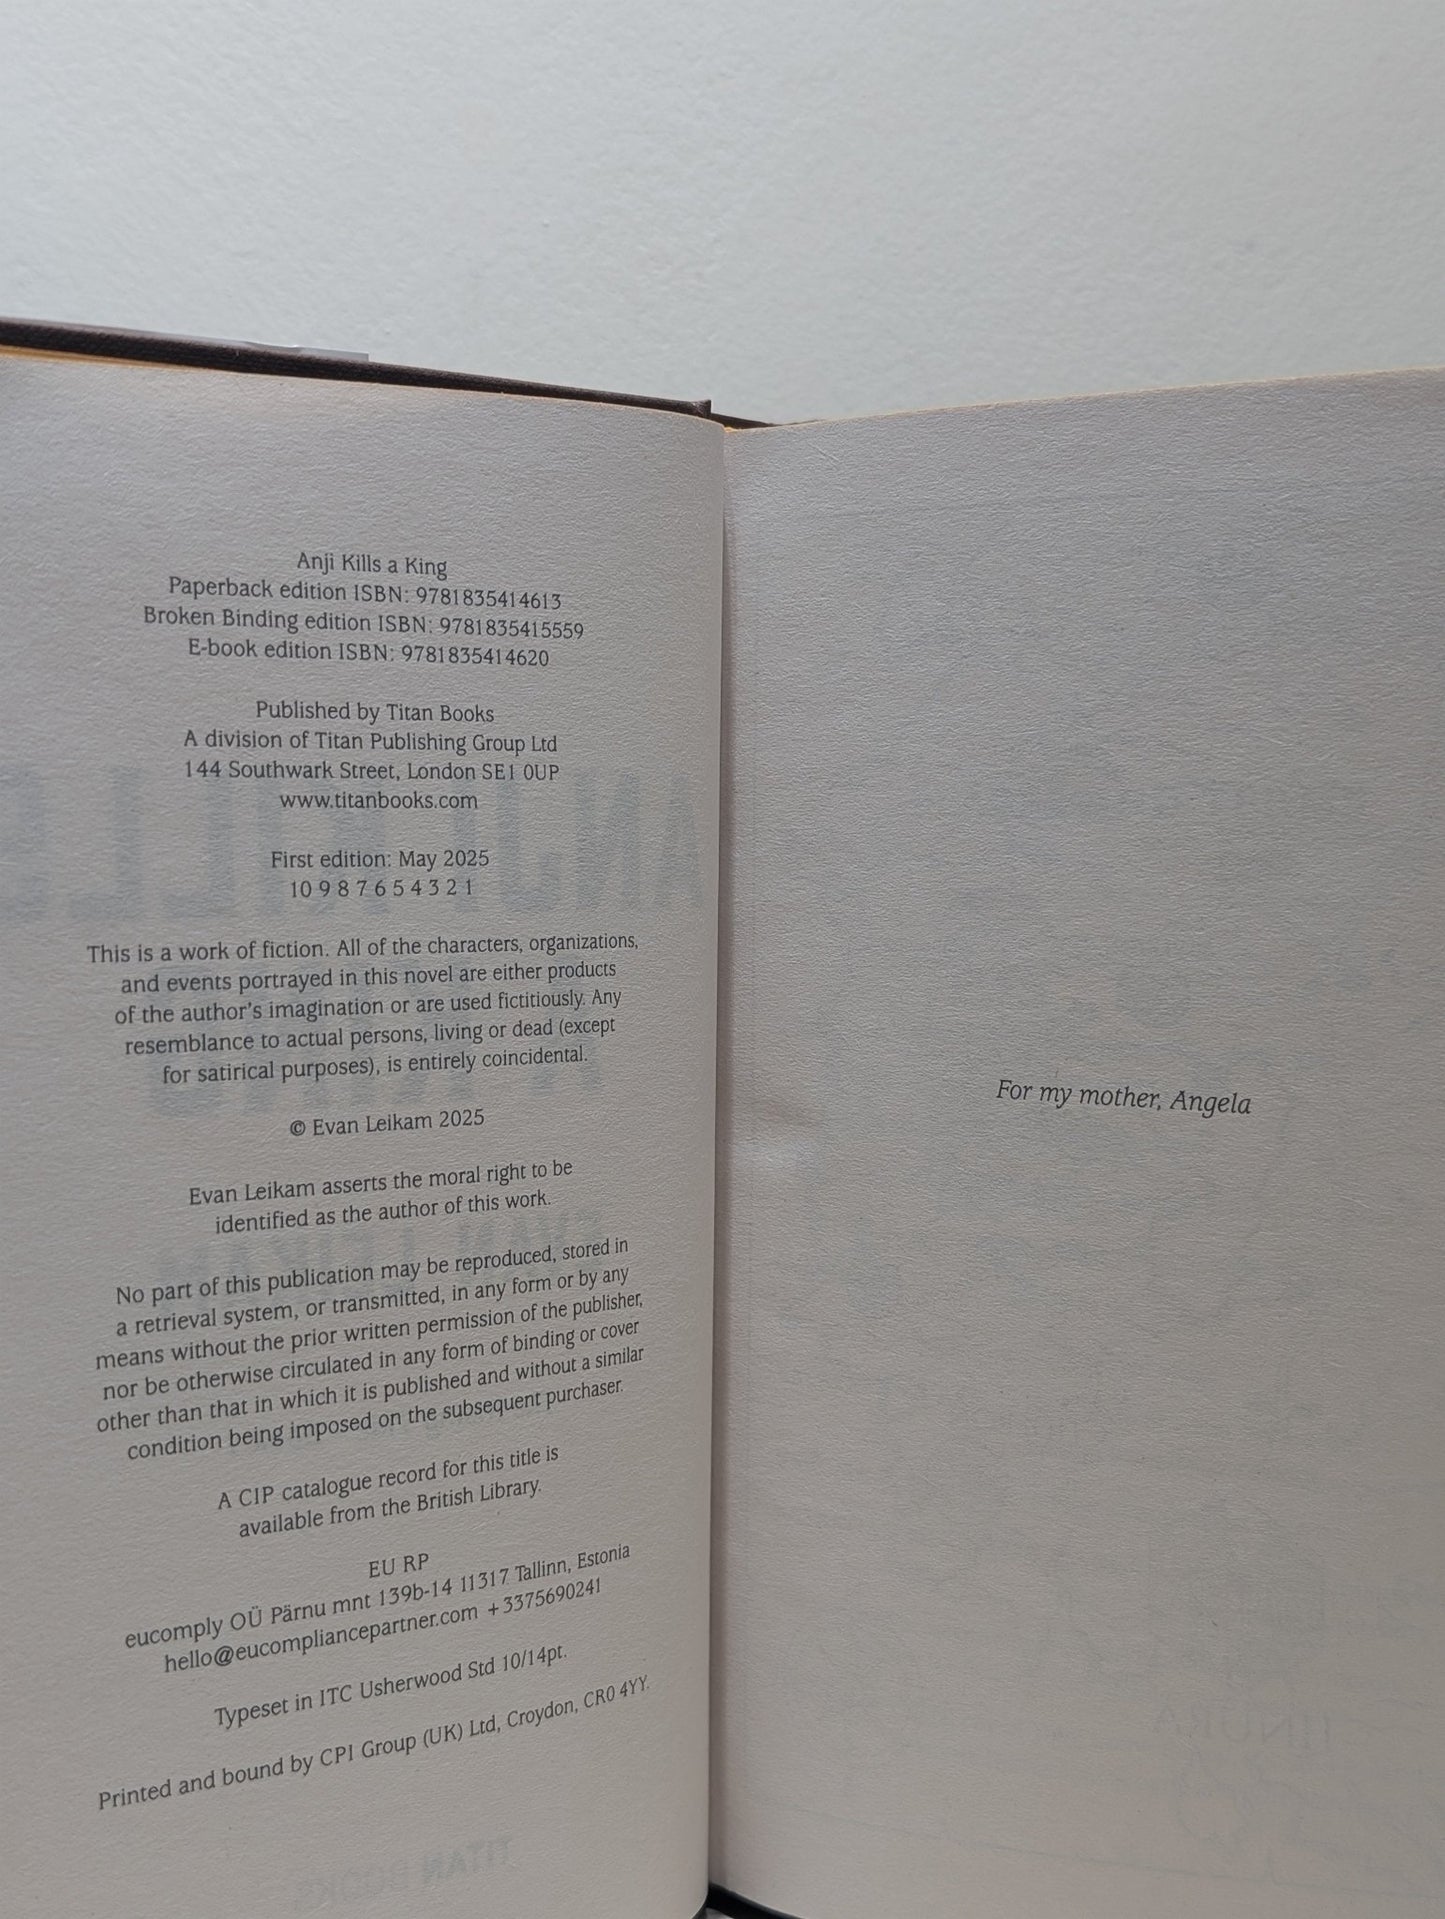 Anji Kills a King
Paperback edition ISBN: 9781835414613
Broken Binding edition ISBN: 9781835415559
E-book edition ISBN: 9781835414620
Published by Titan Books
A division of Titan Publishing Group Ltd
144 Southwark Street, London SE1 0UP
www.titanbooks.com
First edition: May 2025
10 9 8 7 6 5 4 3 2 1
This is a work of fiction. All of the characters, organizations,
and events portrayed in this novel are either products
of the author's imagination or are used fictitiously. Any
resemblance to actual persons, living or dead (except
for satirical purposes), is entirely coincidental.
© Evan Leikam 2025
Evan Leikam asserts the moral right to be
identified as the author of this work.
No part of this publication may be reproduced, stored in
a retrieval system, or transmitted, in any form or by any
means without the prior written permission of the publisher,
nor be otherwise circulated in any form of binding or cover
other than that in which it is published and without a similar
condition being imposed on the subsequent purchaser.
A CIP catalogue record for this title is
available from the British Library.
EU RP
eucomply OÜ Pärnu mnt 139b-14 11317 Tallinn, Estonia
hello@eucompliancepartner.com +3375690241
Typeset in ITC Usherwood Std 10/14pt.
Printed and bound by CPI Group (UK) Ltd, Croydon, CR0 4YY.
For my mother, Angela